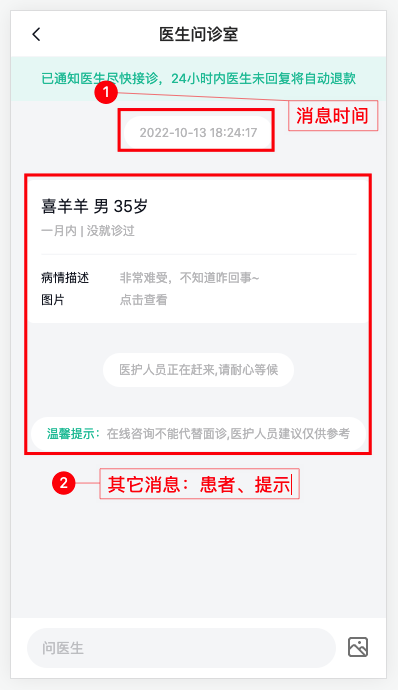 医生问诊室
已通知医生尽快接诊，24小时内医生未回复将自动退款
1
消息时间
2022-10-13 18:24:17
喜羊羊 男 35岁
一月内 | 没就诊过
病情描述 非常难受，不知道咋回事~
图片 点击查看
医护人员正在赶来,请耐心等候
温馨提示：在线咨询不能代替面诊,医护人员建议仅供参考
2 其它消息：患者、提示
问医生